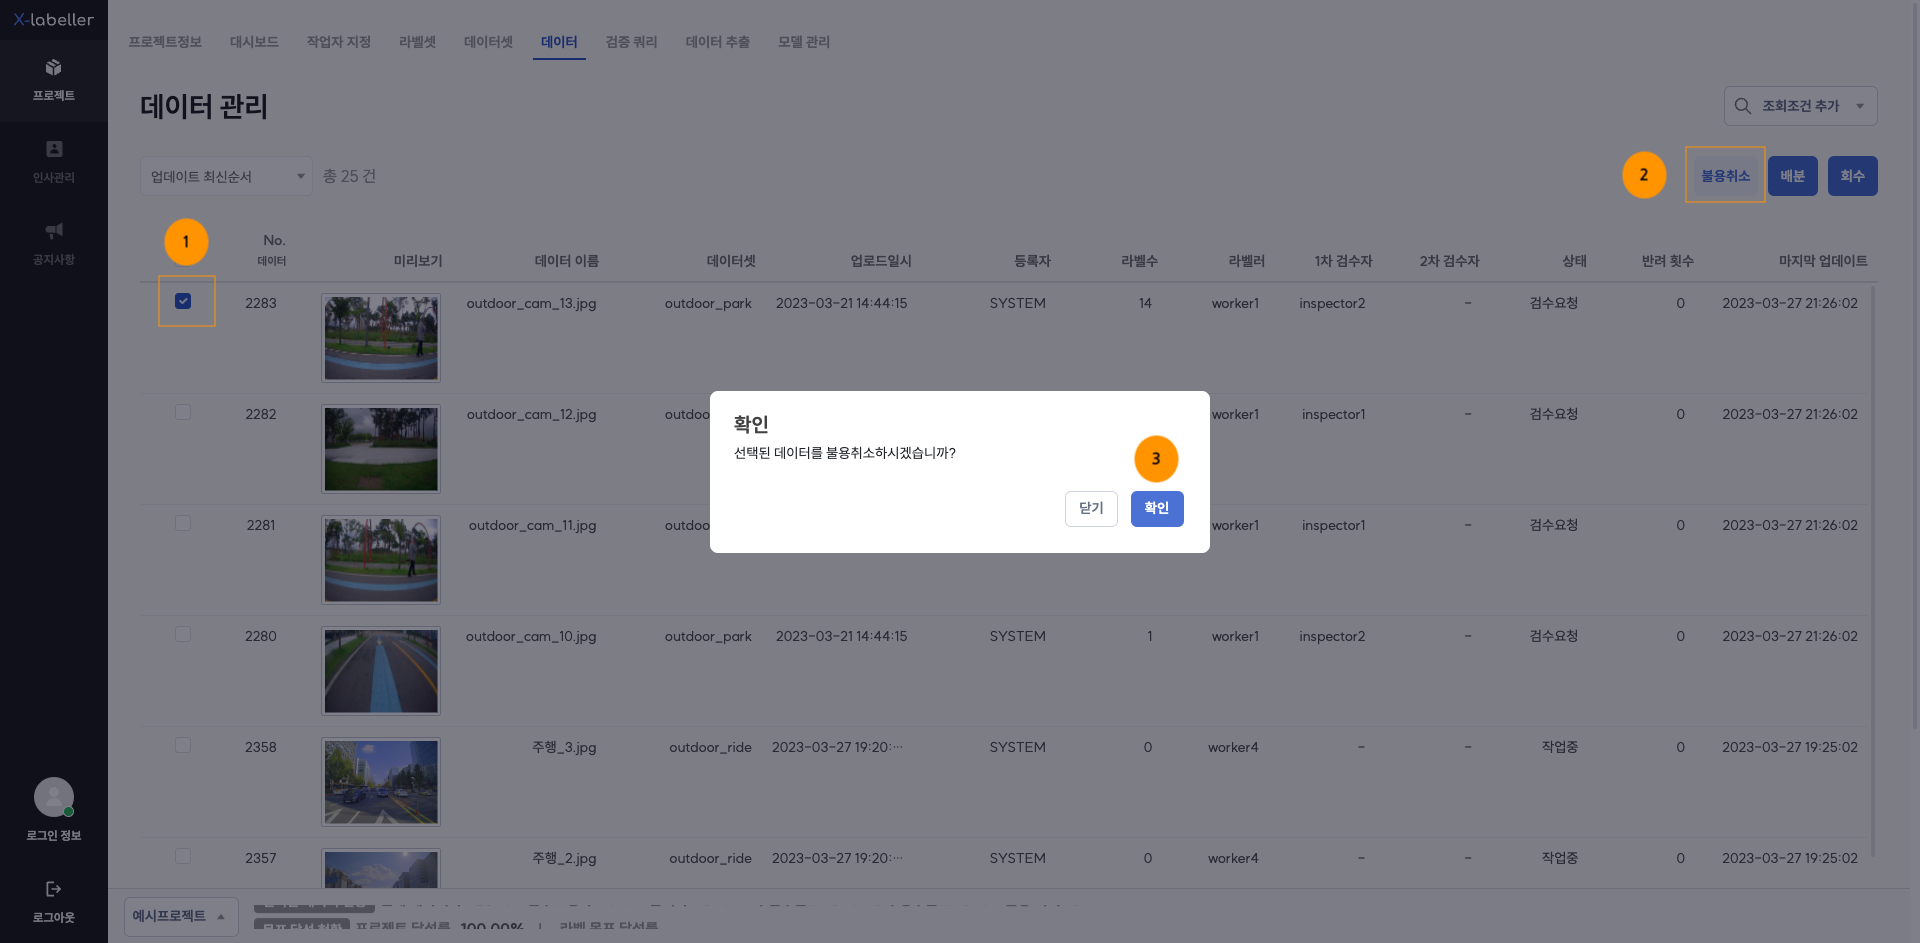 X-labeller
프로젝트
인사관리
공지사항
로그인 정보
로그아웃
프로젝트정보 대시보드 작업자 지정 라벨셋 데이터셋 데이터 검증 쿼리 데이터 추출 모델 관리
데이터 관리
조회조건 추가
업데이트 최신순서 총 25 건
2 불용취소 배분 회수
1
No. 데이터 미리보기 데이터 이름 데이터셋 업로드일시 등록자 라벨수 라벨러 1차 검수자 2차 검수자 상태 반려 횟수 마지막 업데이트
2283 outdoor_cam_13.jpg outdoor_park 2023-03-21 14:44:15 SYSTEM 14 worker1 inspector2 - 검수요청 0 2023-03-27 21:26:02
2282 outdoor_cam_12.jpg outdoo worker1 inspector1 - 검수요청 0 2023-03-27 21:26:02
2281 outdoor_cam_11.jpg outdoo worker1 inspector1 - 검수요청 0 2023-03-27 21:26:02
2280 outdoor_cam_10.jpg outdoor_park 2023-03-21 14:44:15 SYSTEM 1 worker1 inspector2 - 검수요청 0 2023-03-27 21:26:02
2358 주행_3.jpg outdoor_ride 2023-03-27 19:20:... SYSTEM 0 worker4 - - 작업중 0 2023-03-27 19:25:02
2357 주행_2.jpg outdoor_ride 2023-03-27 19:20:... SYSTEM 0 worker4 - - 작업중 0 2023-03-27 19:25:02
확인
선택된 데이터를 불용취소하시겠습니까?
3
닫기 확인
예시프로젝트
프로젝트 달성률 100.00% | 라벨 목표 달성률